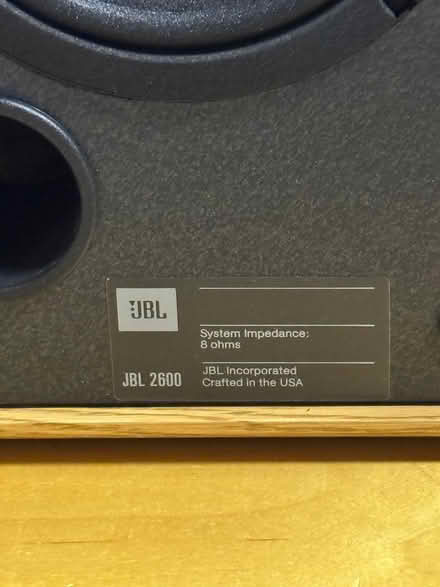 JBL
System Impedance:
8 ohms
JBL 2600
JBL Incorporated
Crafted in the USA